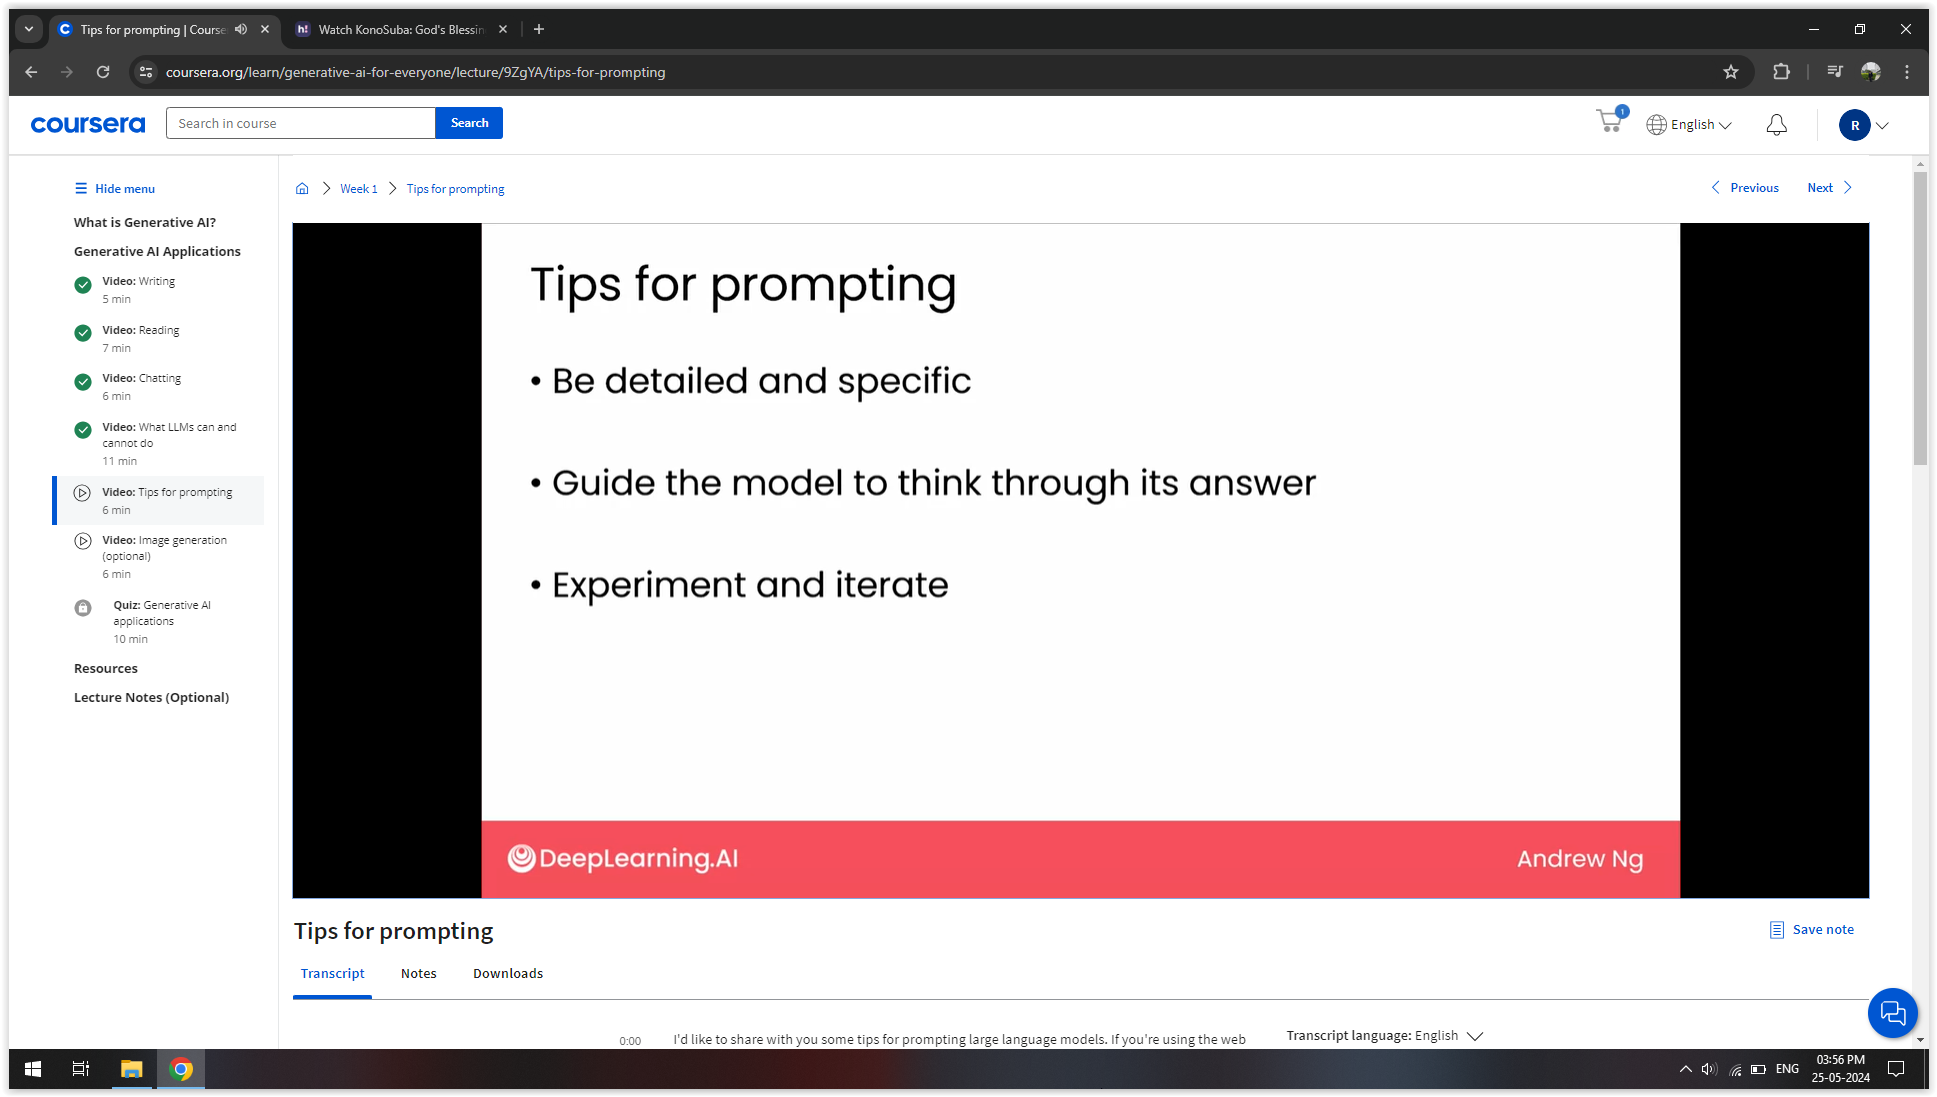 Tips for prompting | Course
Watch KonoSuba: God's Blessin
coursera.org/learn/generative-ai-for-everyone/lecture/9ZgYA/tips-for-prompting
coursera
Search in course
Search
1
English
R
Hide menu
Week 1
Tips for prompting
Previous
Next
What is Generative AI?
Generative AI Applications
Video: Writing
5 min
Video: Reading
7 min
Video: Chatting
6 min
Video: What LLMs can and
cannot do
11 min
Video: Tips for prompting
6 min
Video: Image generation
(optional)
6 min
Quiz: Generative AI
applications
10 min
Resources
Lecture Notes (Optional)
Tips for prompting
• Be detailed and specific
• Guide the model to think through its answer
• Experiment and iterate
DeepLearning.AI
Andrew Ng
Tips for prompting
Save note
Transcript
Notes
Downloads
0:00
I'd like to share with you some tips for prompting large language models. If you're using the web
Transcript language: English
ENG
03:56 PM
25-05-2024